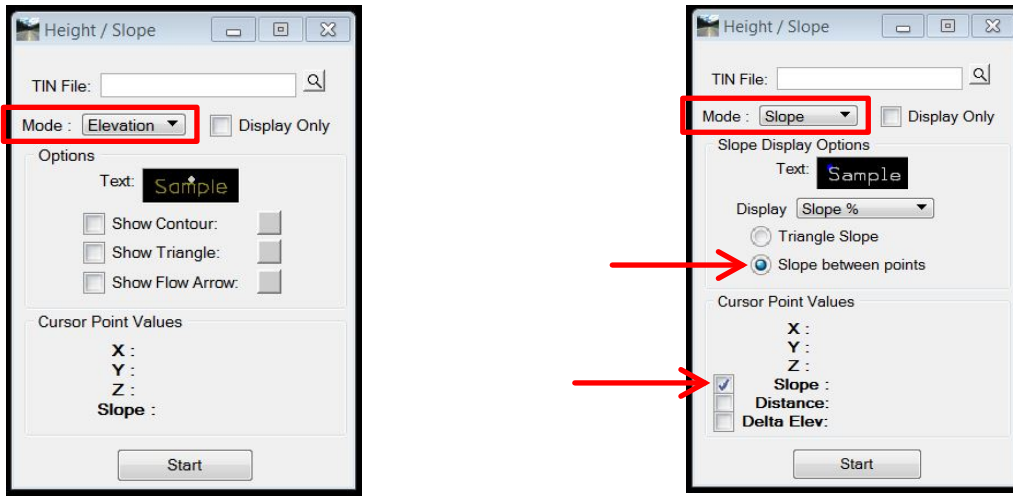 Height / Slope
TIN File:
Mode : Elevation
Display Only
Options
Text: Sample
Show Contour:
Show Triangle:
Show Flow Arrow:
Cursor Point Values
X :
Y :
Z :
Slope :
Start
Height / Slope
TIN File:
Mode : Slope
Display Only
Slope Display Options
Text: Sample
Display Slope %
Triangle Slope
Slope between points
Cursor Point Values
X :
Y :
Z :
Slope :
Distance:
Delta Elev:
Start